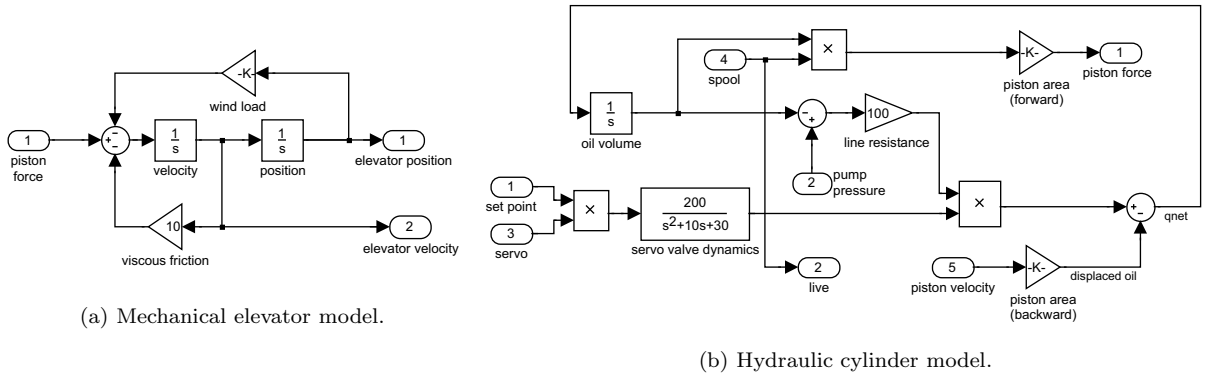 -K-
wind load
1
piston
force
+
−
−
1
s
velocity
1
s
position
1
elevator position
10
viscous friction
2
elevator velocity
(a) Mechanical elevator model.
4
spool
×
-K-
piston area
(forward)
1
piston force
1
s
oil volume
−
+
100
line resistance
2
pump
pressure
1
set point
3
servo
×
200
s²+10s+30
servo valve dynamics
×
+
−
qnet
2
live
5
piston velocity
-K-
piston area
(backward)
displaced oil
(b) Hydraulic cylinder model.